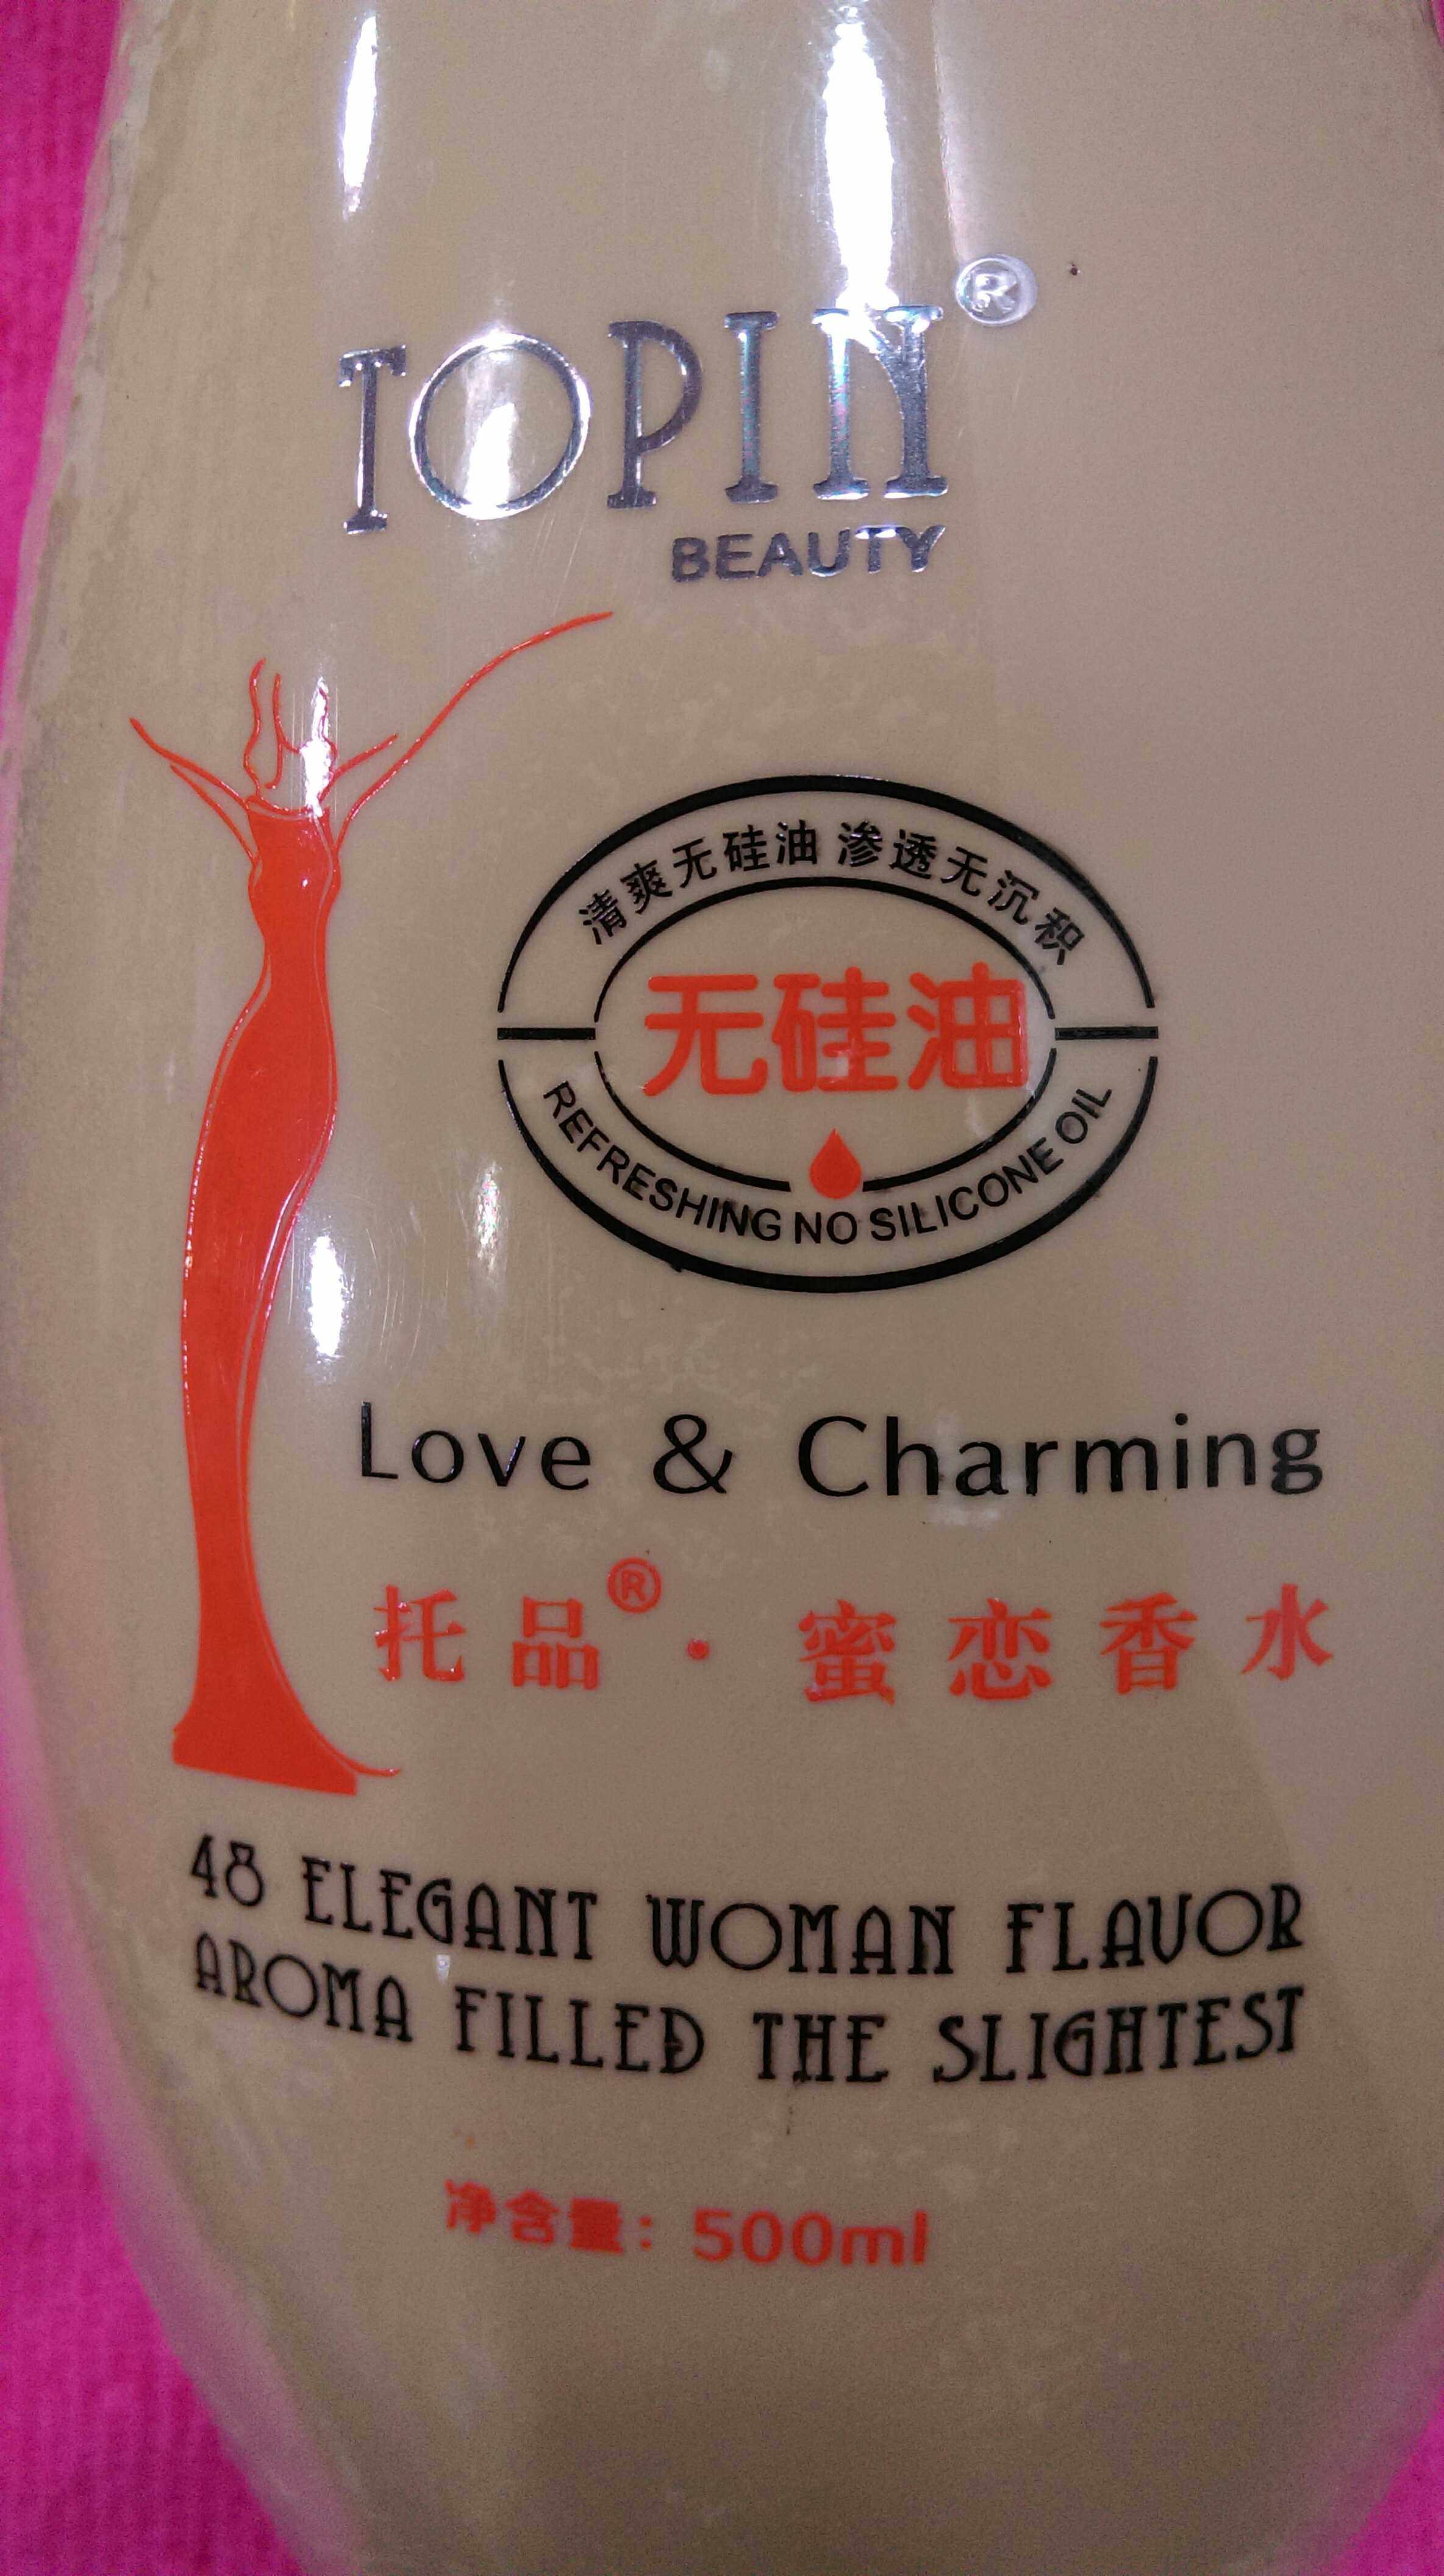 TOPIN®
BEAUTY
清爽无硅油 渗透无沉积
无硅油
REFRESHING NO SILICONE OIL
Love & Charming
托品®·蜜恋香水
48 ELEGANT WOMAN FLAVOR
AROMA FILLED THE SLIGHTEST
净含量：500ml